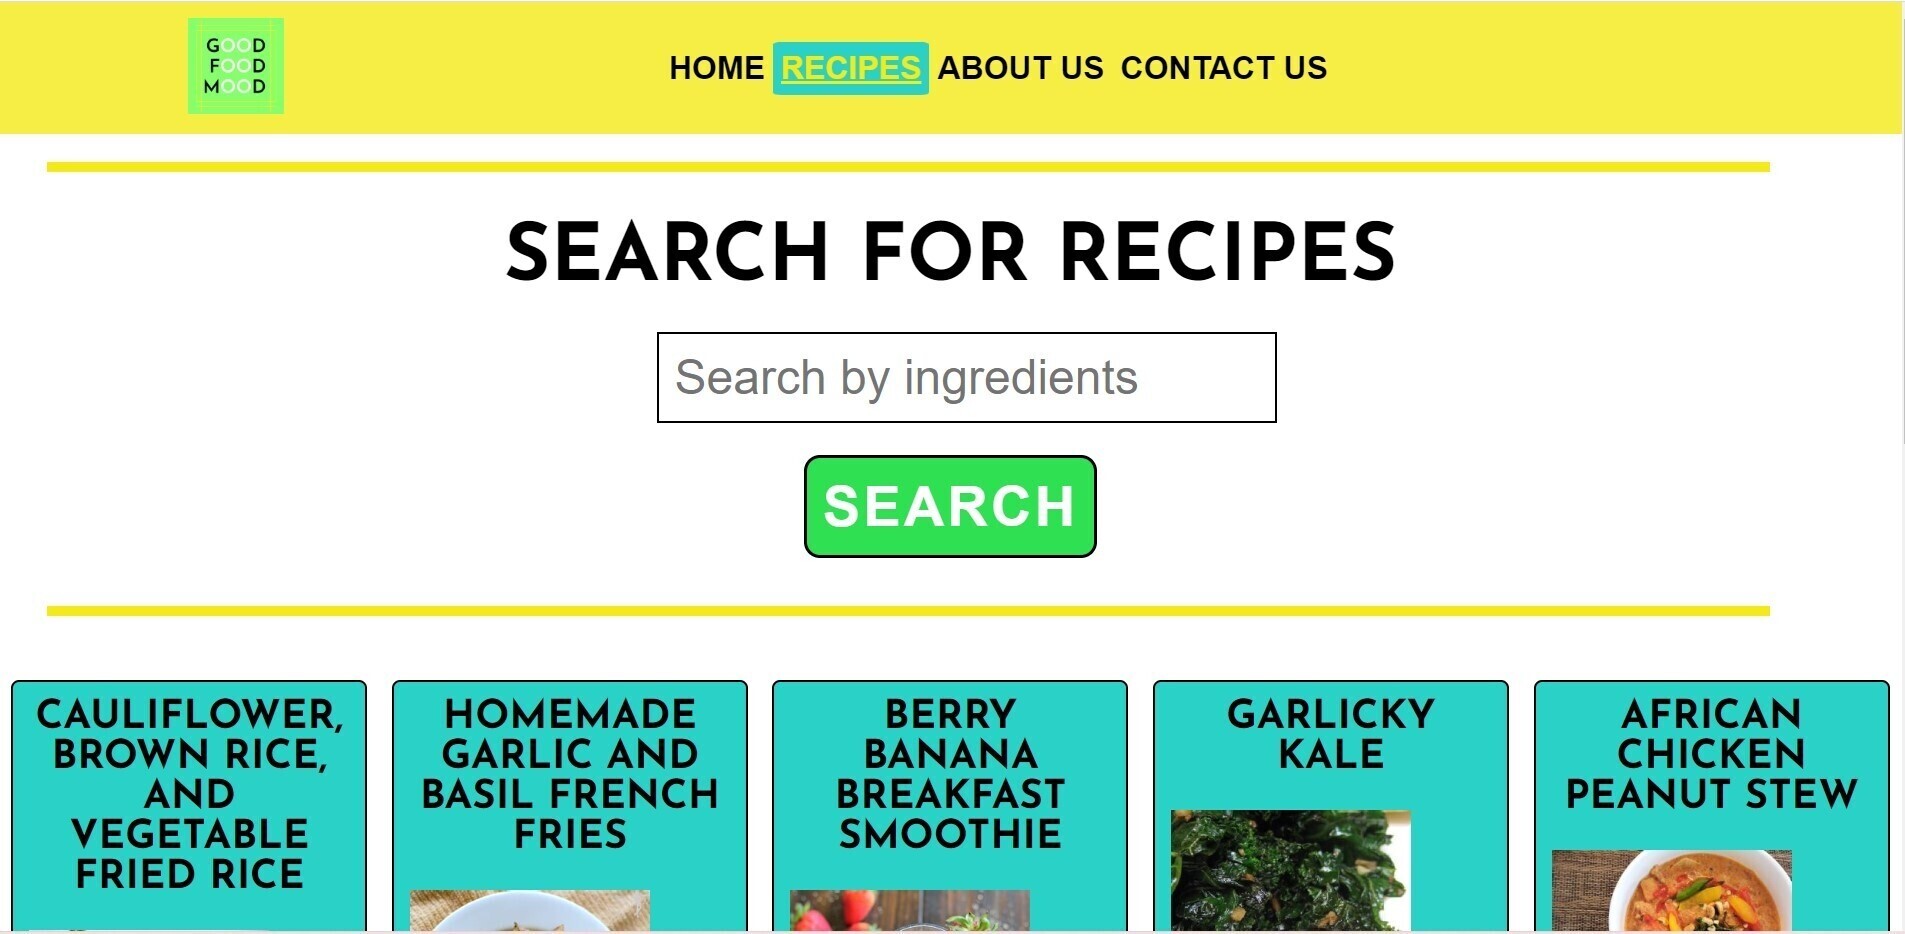 GOOD
FOOD
MOOD
HOME RECIPES ABOUT US CONTACT US
SEARCH FOR RECIPES
Search by ingredients
SEARCH
CAULIFLOWER,
BROWN RICE,
AND
VEGETABLE
FRIED RICE
HOMEMADE
GARLIC AND
BASIL FRENCH
FRIES
BERRY
BANANA
BREAKFAST
SMOOTHIE
GARLICKY
KALE
AFRICAN
CHICKEN
PEANUT STEW